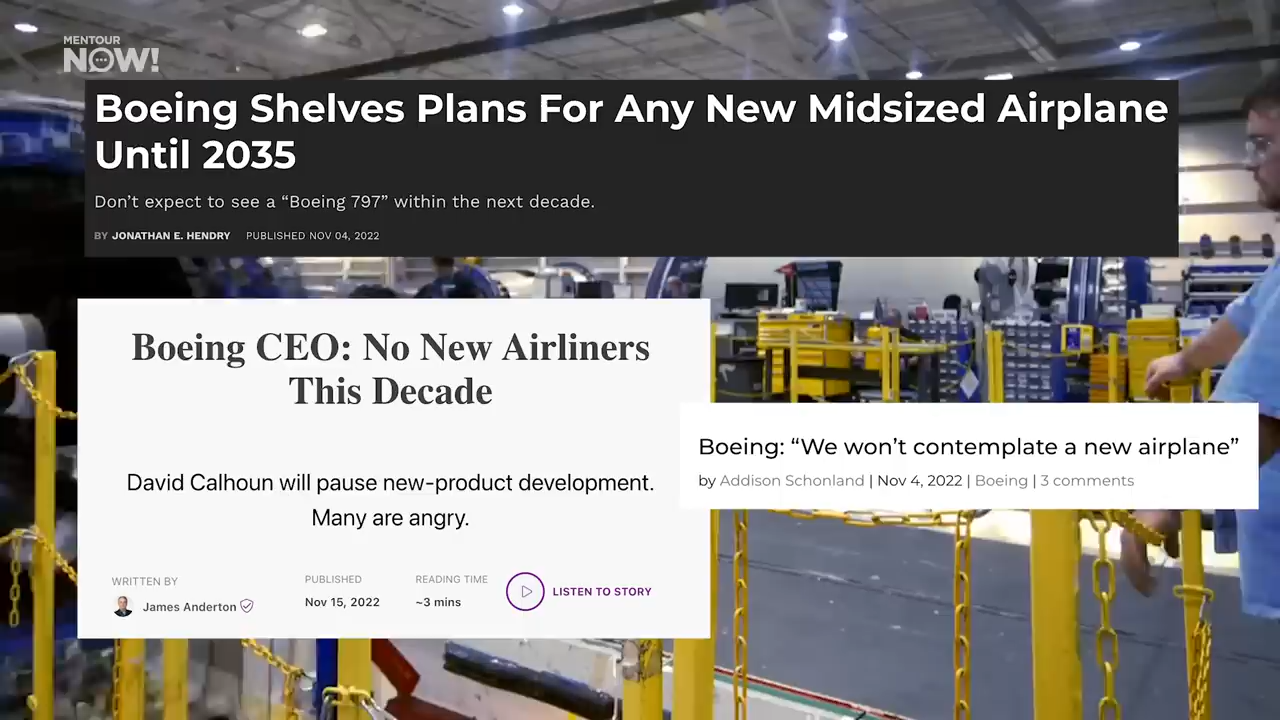 MENTOUR
NOW!
Boeing Shelves Plans For Any New Midsized Airplane
Until 2035
Don’t expect to see a “Boeing 797” within the next decade.
BY JONATHAN E. HENDRY PUBLISHED NOV 04, 2022
Boeing CEO: No New Airliners
This Decade
David Calhoun will pause new-product development.
Many are angry.
WRITTEN BY
James Anderton
PUBLISHED
Nov 15, 2022
READING TIME
~3 mins
LISTEN TO STORY
Boeing: “We won’t contemplate a new airplane”
by Addison Schonland | Nov 4, 2022 | Boeing | 3 comments